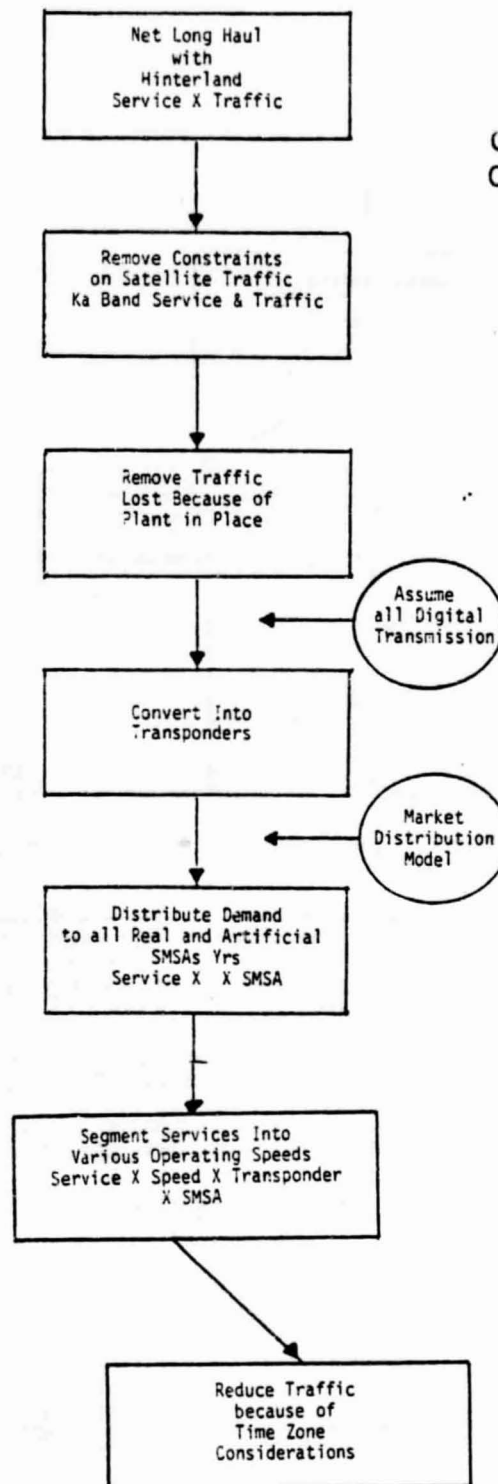 Net Long Haul
with
Hinterland
Service X Traffic
Remove Constraints
on Satellite Traffic
Ka Band Service & Traffic
Remove Traffic
Lost Because of
Plant in Place
Assume
all Digital
Transmission
Convert Into
Transponders
Market
Distribution
Model
Distribute Demand
to all Real and Artificial
SMSAs Yrs
Service X X SMSA
Segment Services Into
Various Operating Speeds
Service X Speed X Transponder
X SMSA
Reduce Traffic
because of
Time Zone
Considerations